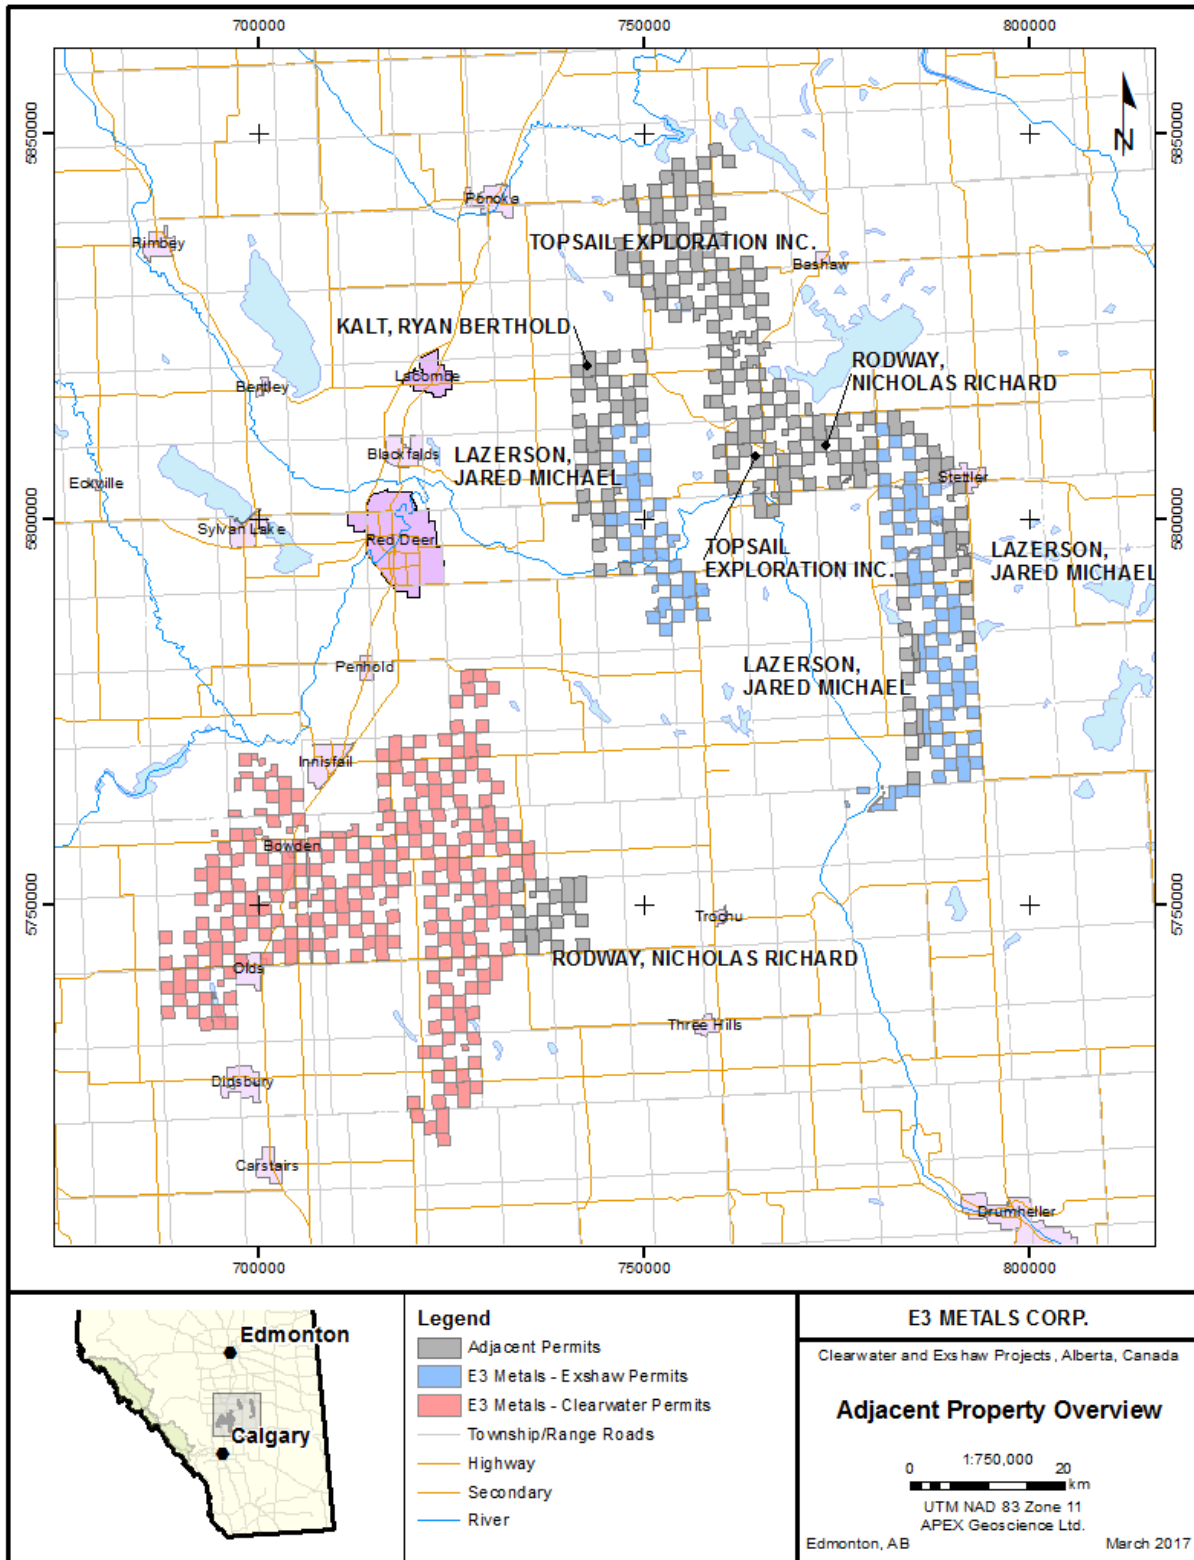 700000
750000
800000
5850000
5850000
N
Ponoka
Rimbey
TOPSAIL EXPLORATION INC.
Bashaw
KALT, RYAN BERTHOLD
RODWAY,
NICHOLAS RICHARD
Lacombe
Bentley
Blackfalds
LAZERSON,
JARED MICHAEL
Eckville
Stettler
5800000
5800000
Sylvan Lake
Red Deer
TOPSAIL
EXPLORATION INC.
LAZERSON,
JARED MICHAEL
Penhold
LAZERSON,
JARED MICHAEL
Innisfail
Bowden
5750000
5750000
Trochu
RODWAY, NICHOLAS RICHARD
Olds
Three Hills
Didsbury
Carstairs
Drumheller
700000
750000
800000
Edmonton
Calgary
Legend
Adjacent Permits
E3 Metals - Exshaw Permits
E3 Metals - Clearwater Permits
Township/Range Roads
Highway
Secondary
River
E3 METALS CORP.
Clearwater and Exshaw Projects, Alberta, Canada
Adjacent Property Overview
1:750,000
0 20
km
UTM NAD 83 Zone 11
APEX Geoscience Ltd.
Edmonton, AB March 2017